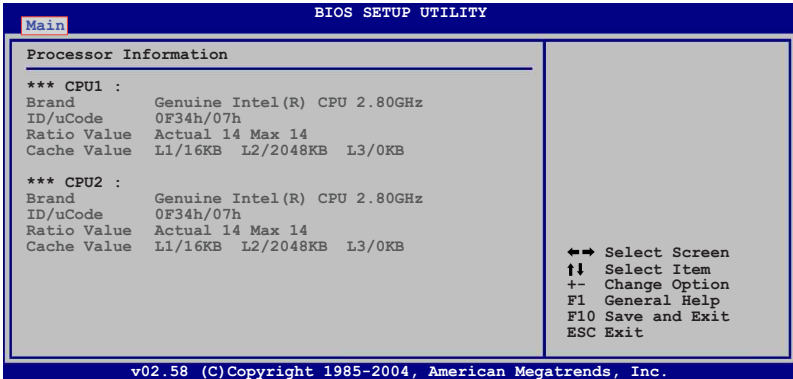 BIOS SETUP UTILITY
Main
Processor Information
*** CPU1 :
Brand Genuine Intel(R) CPU 2.80GHz
ID/uCode 0F34h/07h
Ratio Value Actual 14 Max 14
Cache Value L1/16KB L2/2048KB L3/0KB
*** CPU2 :
Brand Genuine Intel(R) CPU 2.80GHz
ID/uCode 0F34h/07h
Ratio Value Actual 14 Max 14
Cache Value L1/16KB L2/2048KB L3/0KB
←→ Select Screen
↑↓ Select Item
+- Change Option
F1 General Help
F10 Save and Exit
ESC Exit
v02.58 (C)Copyright 1985-2004, American Megatrends, Inc.